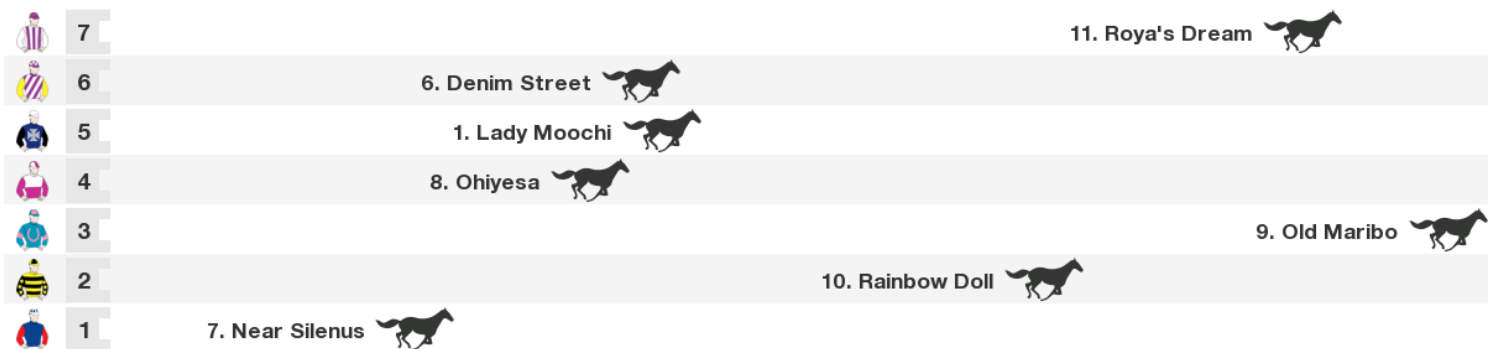 7 11. Roya's Dream
6 6. Denim Street
5 1. Lady Moochi
4 8. Ohiyesa
3 9. Old Maribo
2 10. Rainbow Doll
1 7. Near Silenus